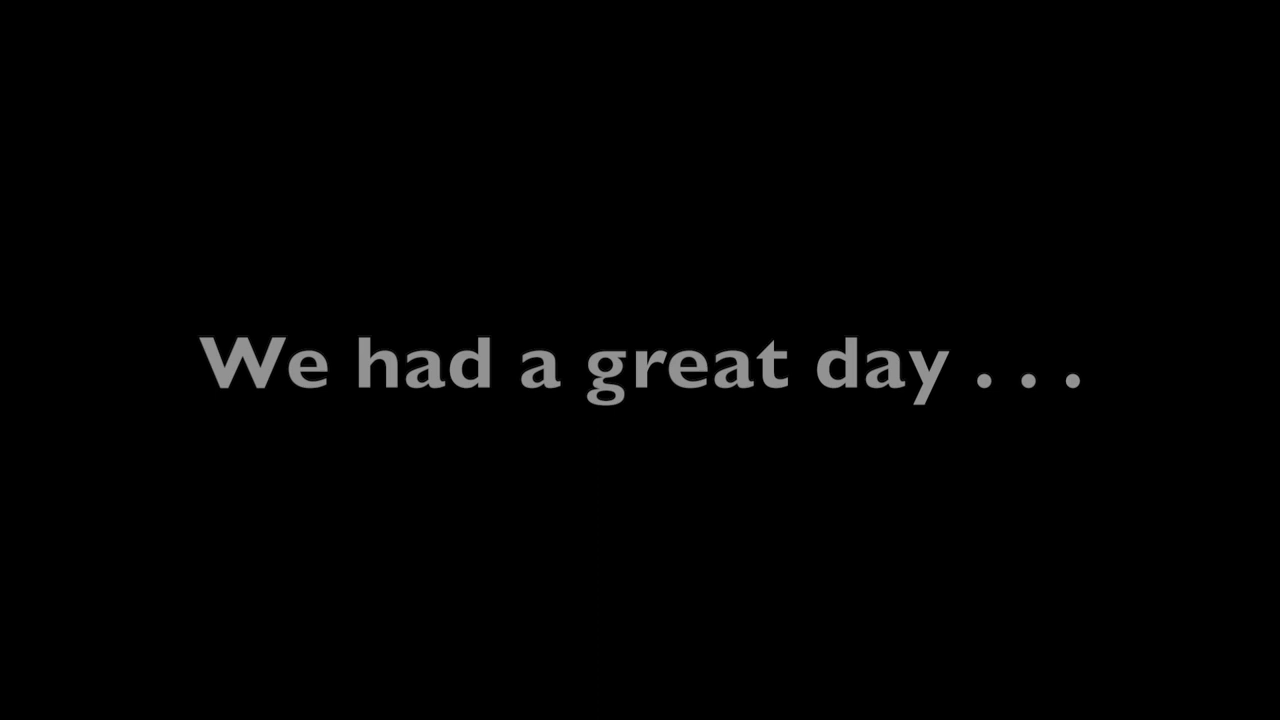 We had a great day . . .